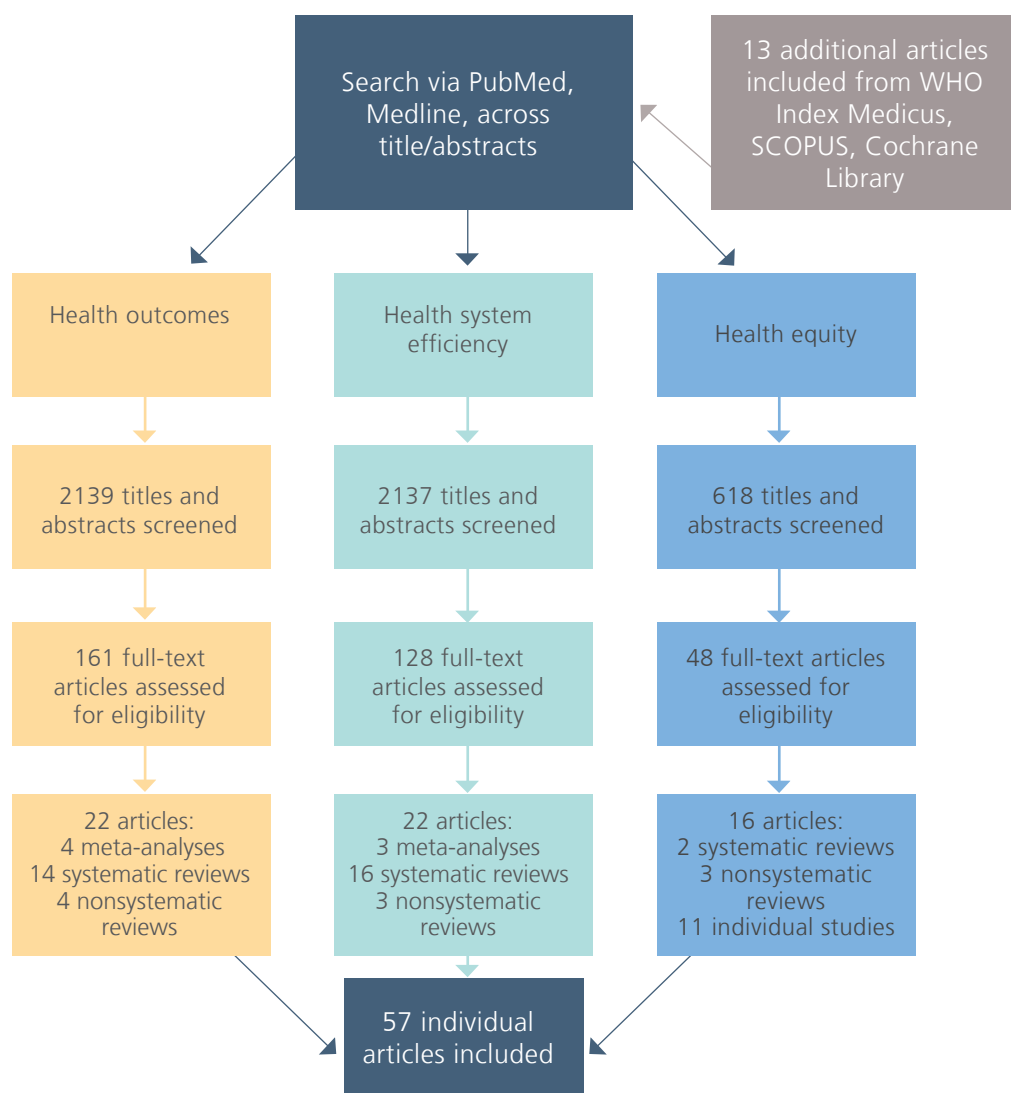 Search via PubMed,
Medline, across
title/abstracts
13 additional articles
included from WHO
Index Medicus,
SCOPUS, Cochrane
Library
Health outcomes
Health system
efficiency
Health equity
2139 titles and
abstracts screened
2137 titles and
abstracts screened
618 titles and
abstracts screened
161 full-text
articles assessed
for eligibility
128 full-text
articles assessed
for eligibility
48 full-text articles
assessed for
eligibility
22 articles:
4 meta-analyses
14 systematic reviews
4 nonsystematic
reviews
22 articles:
3 meta-analyses
16 systematic reviews
3 nonsystematic
reviews
16 articles:
2 systematic reviews
3 nonsystematic
reviews
11 individual studies
57 individual
articles included